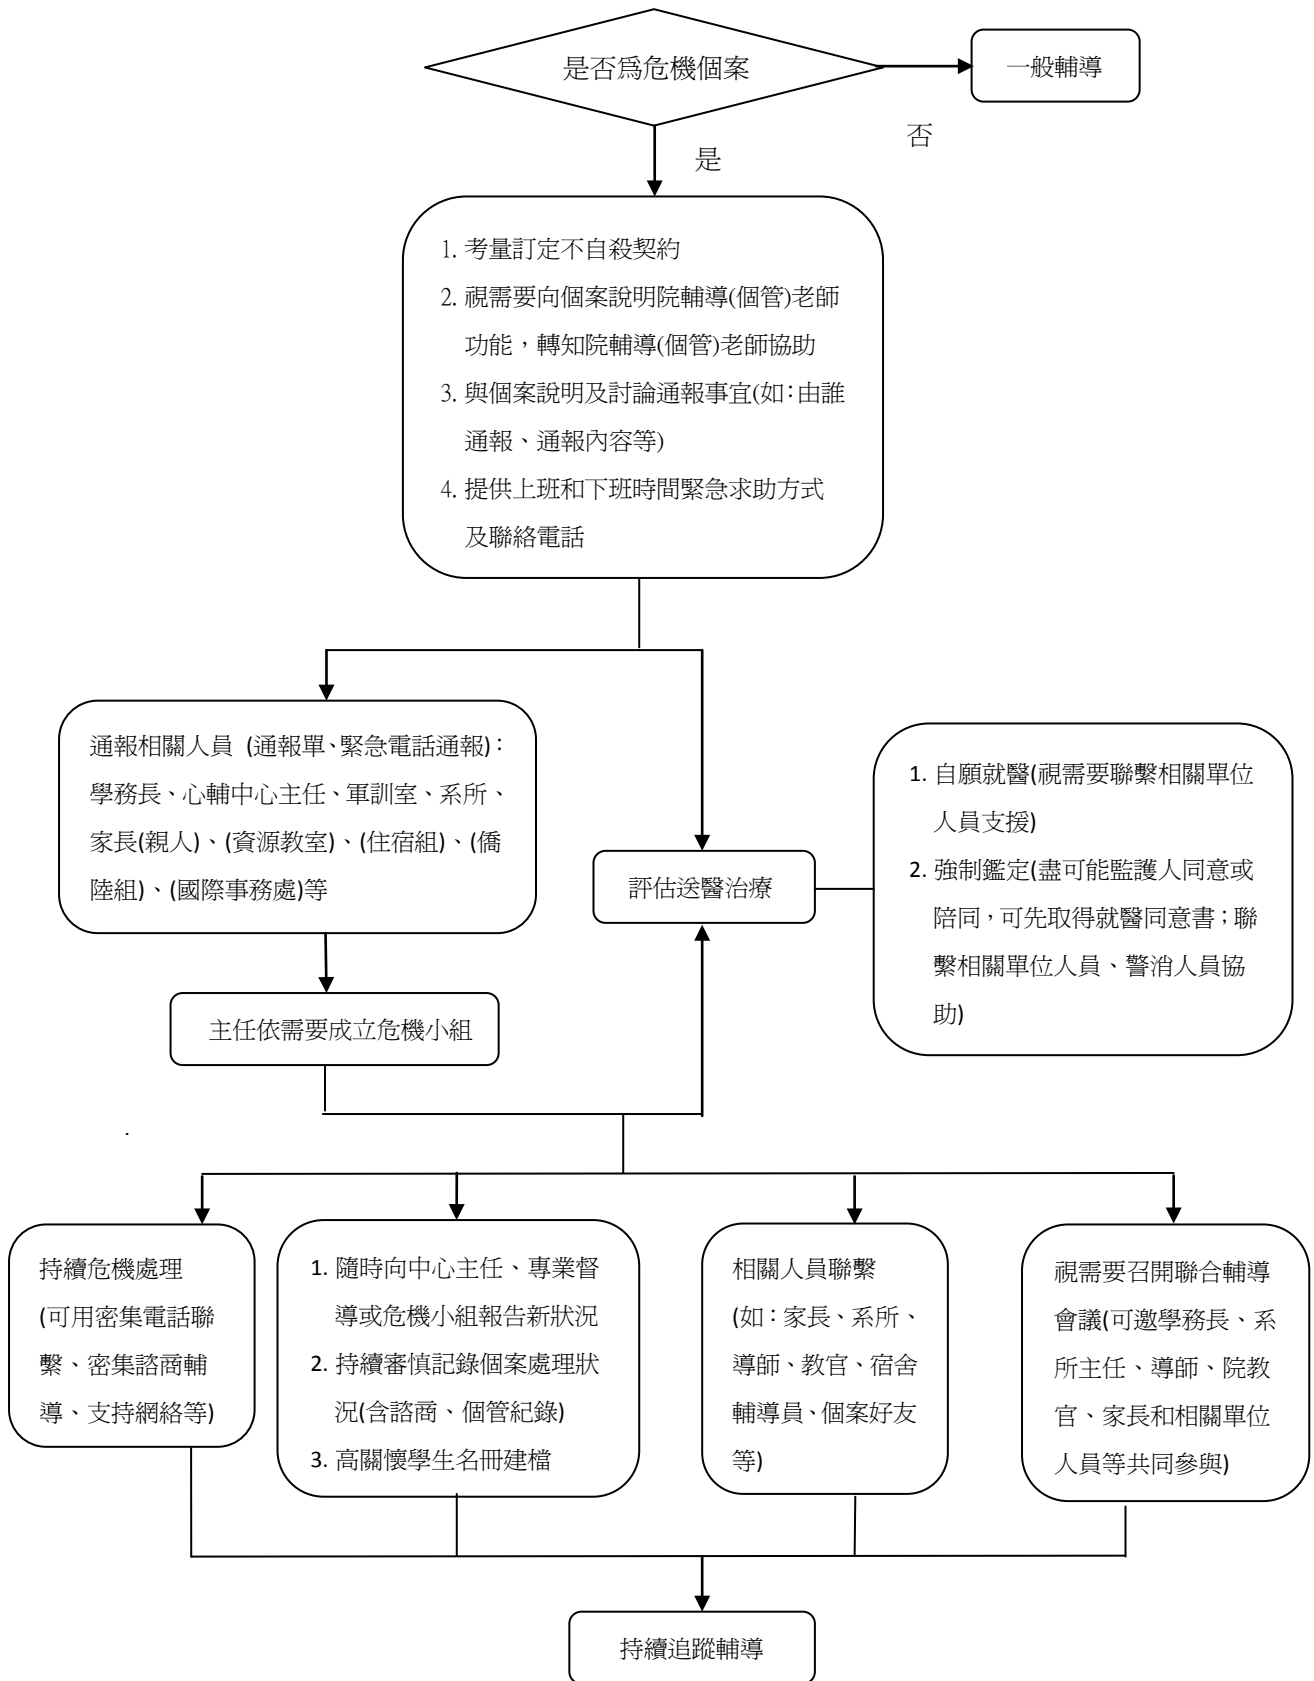 是否為危機個案
一般輔導
否
是
1. 考量訂定不自殺契約
2. 視需要向個案說明院輔導(個管)老師
功能，轉知院輔導(個管)老師協助
3. 與個案說明及討論通報事宜(如：由誰
通報、通報內容等)
4. 提供上班和下班時間緊急求助方式
及聯絡電話
通報相關人員 (通報單、緊急電話通報)：
學務長、心輔中心主任、軍訓室、系所、
家長(親人)、(資源教室)、(住宿組)、(僑
陸組)、(國際事務處)等
評估送醫治療
1. 自願就醫(視需要聯繫相關單位
人員支援)
2. 強制鑑定(盡可能監護人同意或
陪同，可先取得就醫同意書；聯
繫相關單位人員、警消人員協
助)
主任依需要成立危機小組
持續危機處理
(可用密集電話聯
繫、密集諮商輔
導、支持網絡等)
1. 隨時向中心主任、專業督
導或危機小組報告新狀況
2. 持續審慎記錄個案處理狀
況(含諮商、個管紀錄)
3. 高關懷學生名冊建檔
相關人員聯繫
(如：家長、系所、
導師、教官、宿舍
輔導員、個案好友
等)
視需要召開聯合輔導
會議(可邀學務長、系
所主任、導師、院教
官、家長和相關單位
人員等共同參與)
持續追蹤輔導